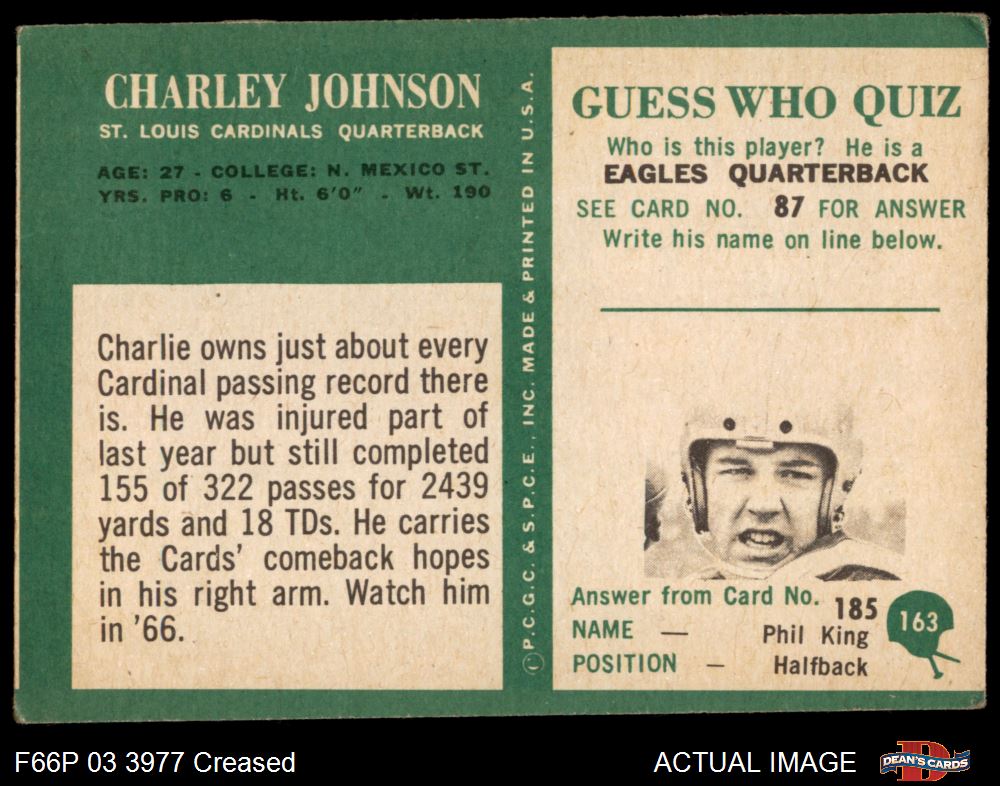 CHARLEY JOHNSON
ST. LOUIS CARDINALS QUARTERBACK
AGE: 27 - COLLEGE: N. MEXICO ST.
YRS. PRO: 6 - Ht. 6'0" - Wt. 190
Charlie owns just about every
Cardinal passing record there
is. He was injured part of
last year but still completed
155 of 322 passes for 2439
yards and 18 TDs. He carries
the Cards' comeback hopes
in his right arm. Watch him
in '66.
© P.C.G.C. & S.P.C.E., INC. MADE & PRINTED IN U.S.A.
GUESS WHO QUIZ
Who is this player? He is a
EAGLES QUARTERBACK
SEE CARD NO. 87 FOR ANSWER
Write his name on line below.
Answer from Card No. 185
NAME — Phil King
POSITION — Halfback
163
F66P 03 3977 Creased
ACTUAL IMAGE
D
DEAN'S CARDS